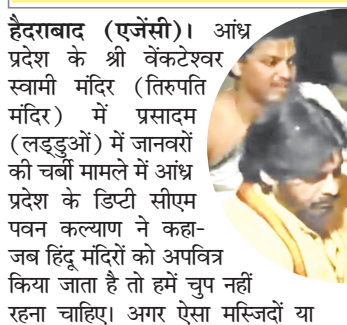 हैदराबाद (एजेंसी)। आंध्र
प्रदेश के श्री वेंकटेश्वर
स्वामी मंदिर (तिरुपति
मंदिर) में प्रसादम
(लड्डुओं) में जानवरों
की चर्बी मामले में आंध्र
प्रदेश के डिप्टी सीएम
पवन कल्याण ने कहा-
जब हिंदू मंदिरों को अपवित्र
किया जाता है तो हमें चुप नहीं
रहना चाहिए। अगर ऐसा मस्जिदों या